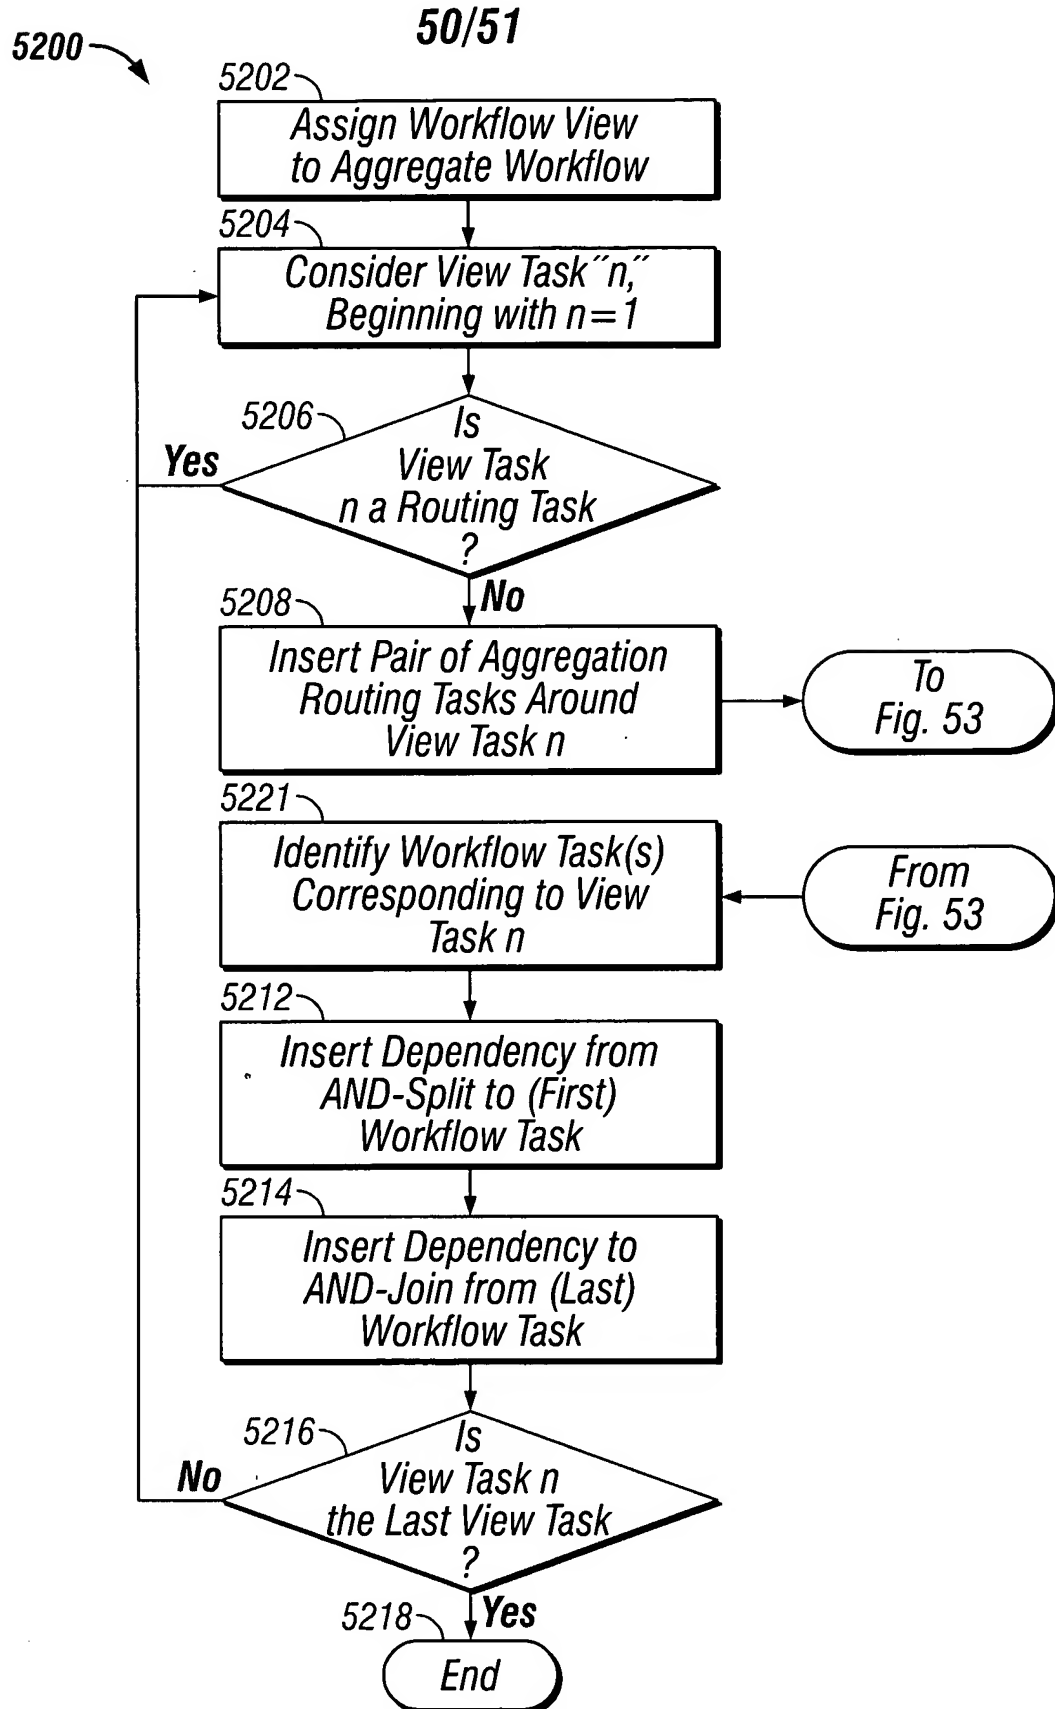 50/51
5200
5202
Assign Workflow View
to Aggregate Workflow
5204
Consider View Task "n,"
Beginning with n=1
5206
Is
View Task
n a Routing Task
?
Yes
No
5208
Insert Pair of Aggregation
Routing Tasks Around
View Task n
To
Fig. 53
5221
Identify Workflow Task(s)
Corresponding to View
Task n
From
Fig. 53
5212
Insert Dependency from
AND-Split to (First)
Workflow Task
5214
Insert Dependency to
AND-Join from (Last)
Workflow Task
5216
Is
View Task n
the Last View Task
?
No
Yes
5218
End